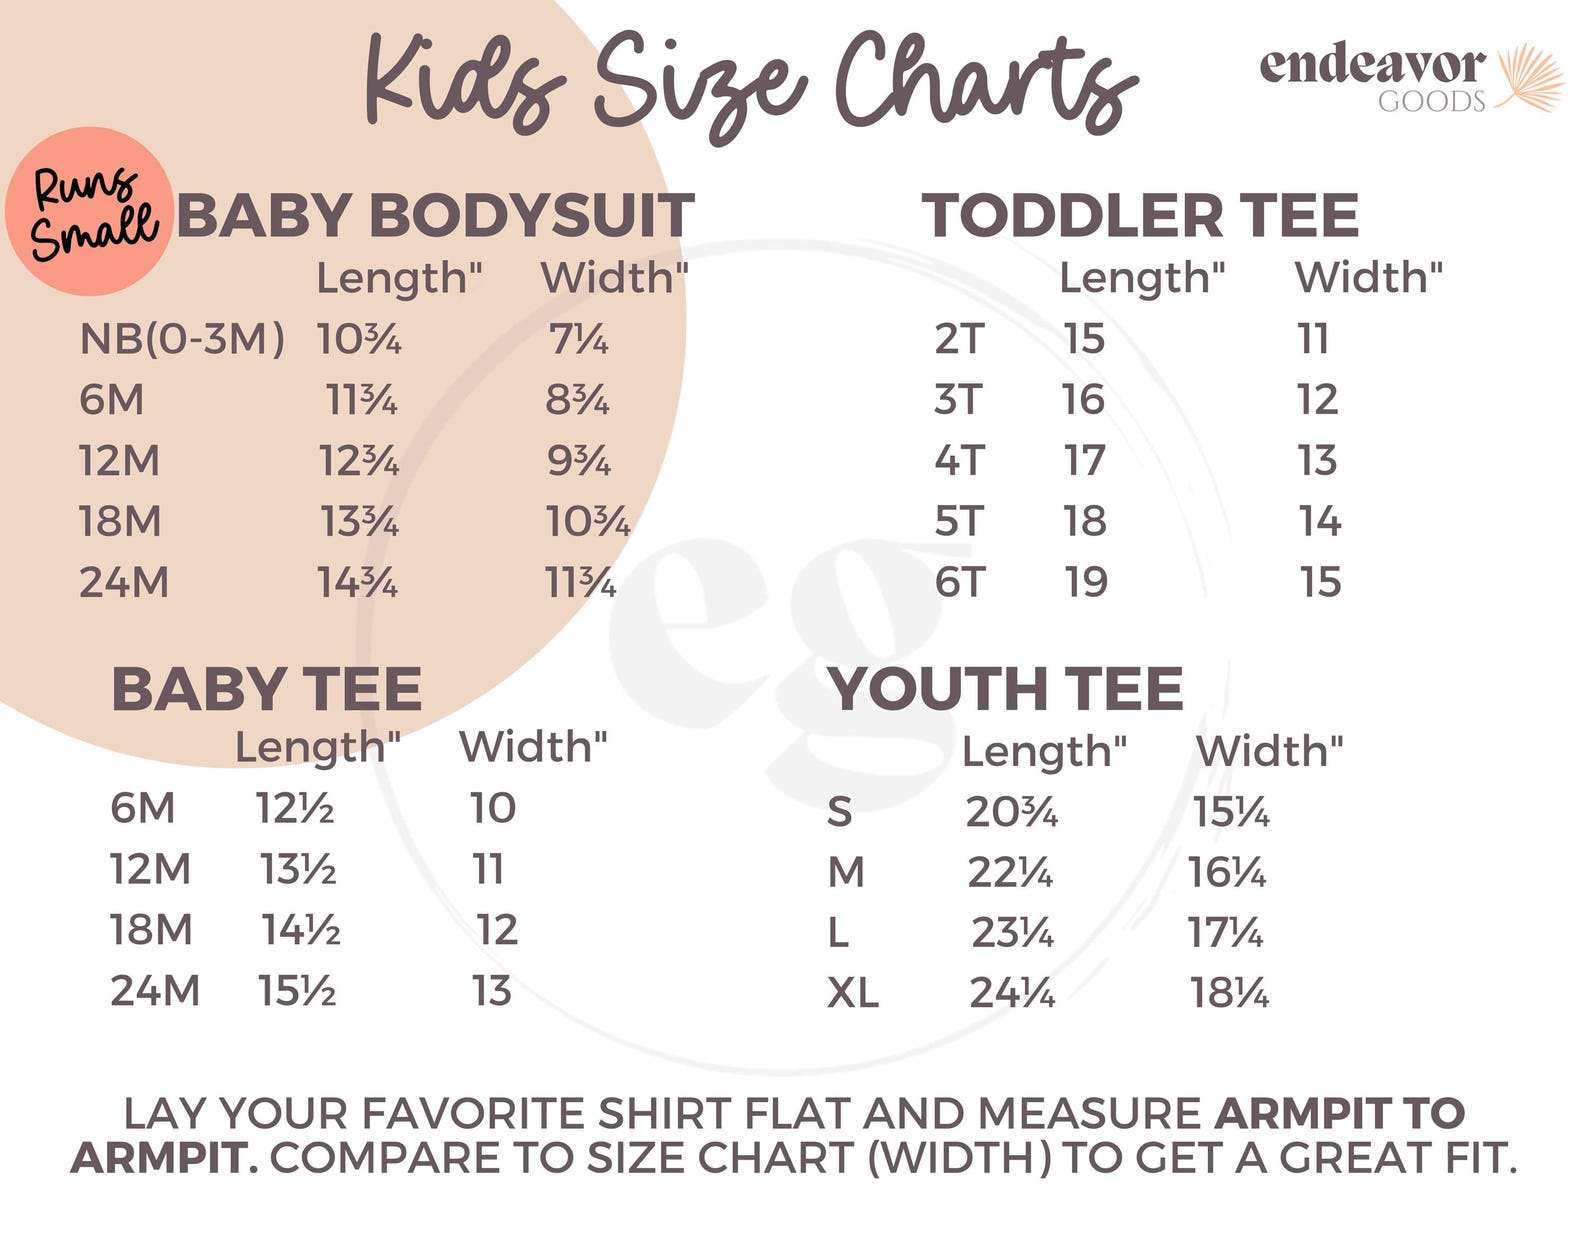 Kids Size Charts
endeavor
GOODS
Runs
Small
BABY BODYSUIT
Length" Width"
NB(0-3M) 10¾ 7¼
6M 11¾ 8¾
12M 12¾ 9¾
18M 13¾ 10¾
24M 14¾ 11¾
TODDLER TEE
Length" Width"
2T 15 11
3T 16 12
4T 17 13
5T 18 14
6T 19 15
BABY TEE
Length" Width"
6M 12½ 10
12M 13½ 11
18M 14½ 12
24M 15½ 13
YOUTH TEE
Length" Width"
S 20¾ 15¼
M 22¼ 16¼
L 23¼ 17¼
XL 24¼ 18¼
eg
LAY YOUR FAVORITE SHIRT FLAT AND MEASURE ARMPIT TO
ARMPIT. COMPARE TO SIZE CHART (WIDTH) TO GET A GREAT FIT.